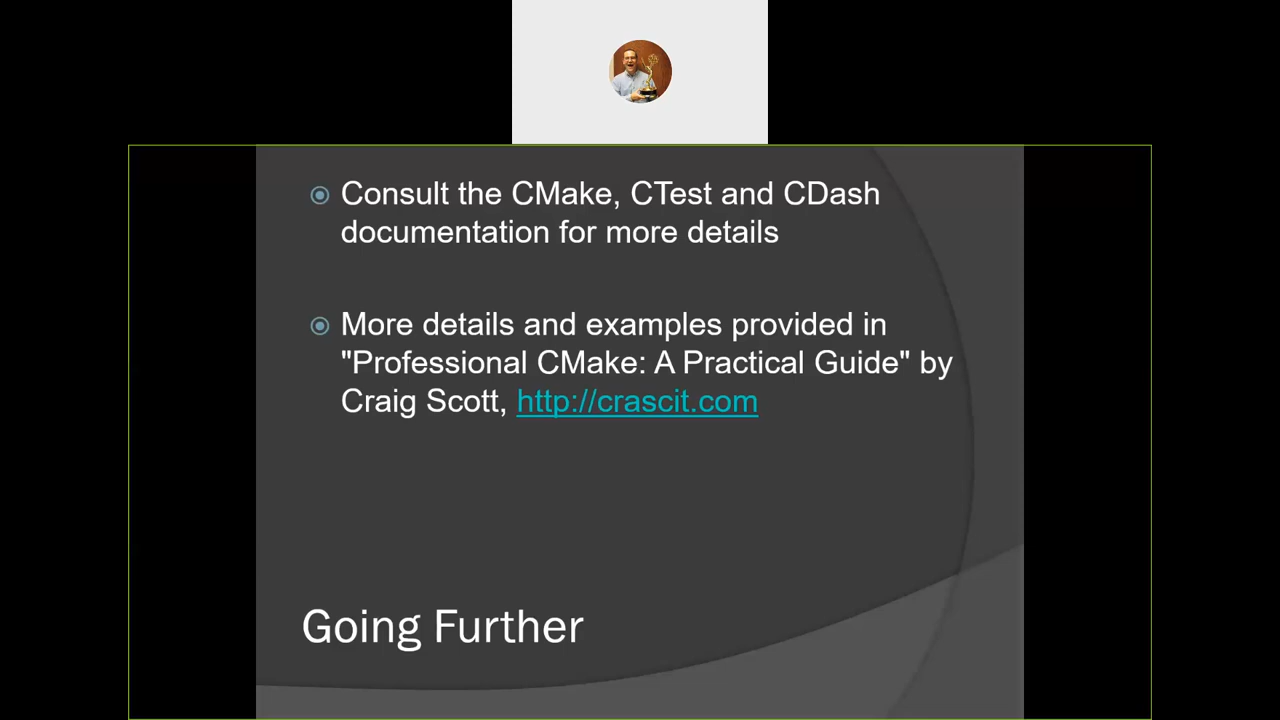 Consult the CMake, CTest and CDash
documentation for more details
More details and examples provided in
"Professional CMake: A Practical Guide" by
Craig Scott, http://crascit.com
Going Further